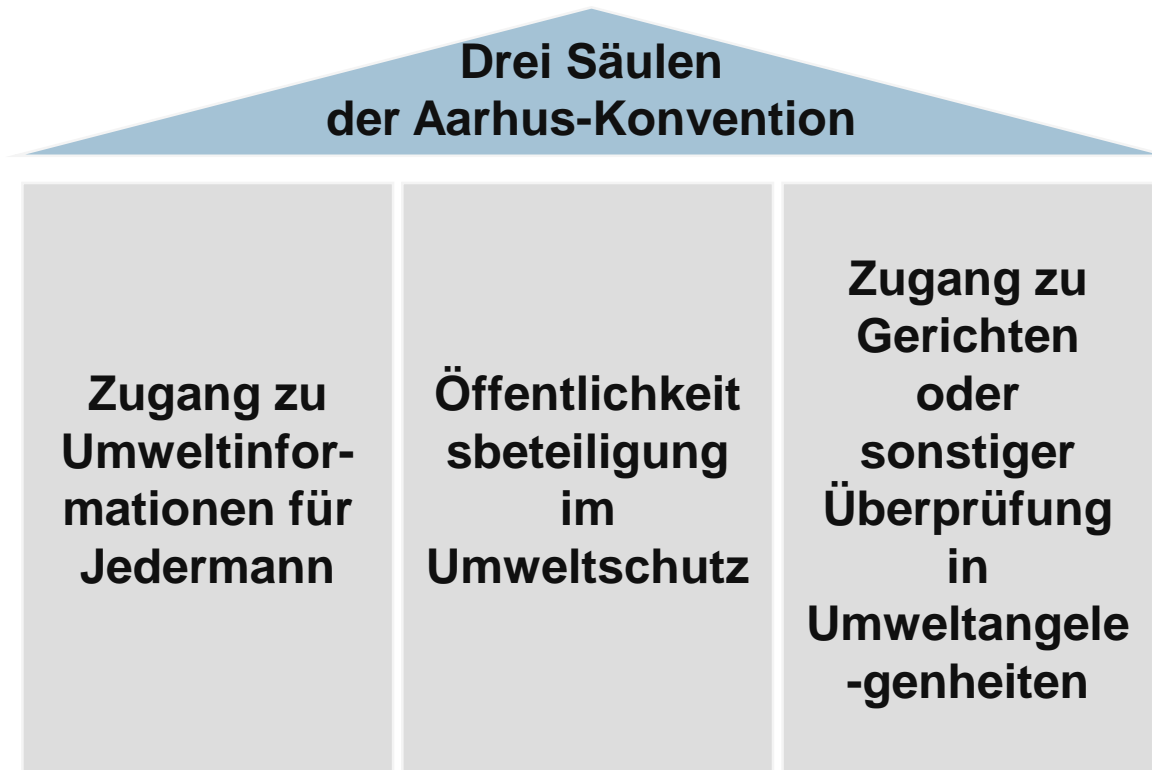 Drei Säulen
der Aarhus-Konvention
Zugang zu
Umweltinfor-
mationen für
Jedermann
Öffentlichkeit
sbeteiligung
im
Umweltschutz
Zugang zu
Gerichten
oder
sonstiger
Überprüfung
in
Umweltangele
-genheiten